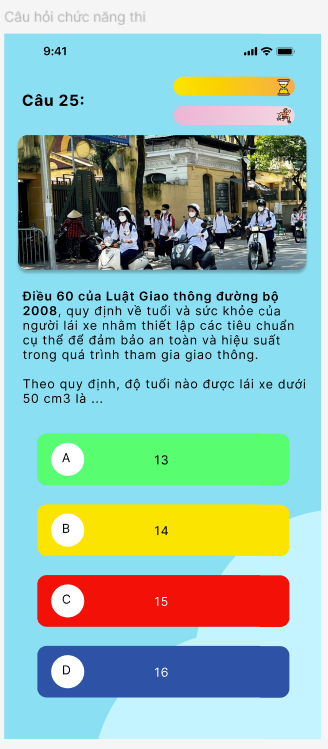 Câu hỏi chức năng thi
9:41
Câu 25:
Điều 60 của Luật Giao thông đường bộ
2008, quy định về tuổi và sức khỏe của
người lái xe nhằm thiết lập các tiêu chuẩn
cụ thể để đảm bảo an toàn và hiệu suất
trong quá trình tham gia giao thông.
Theo quy định, độ tuổi nào được lái xe dưới
50 cm3 là ...
A 13
B 14
C 15
D 16